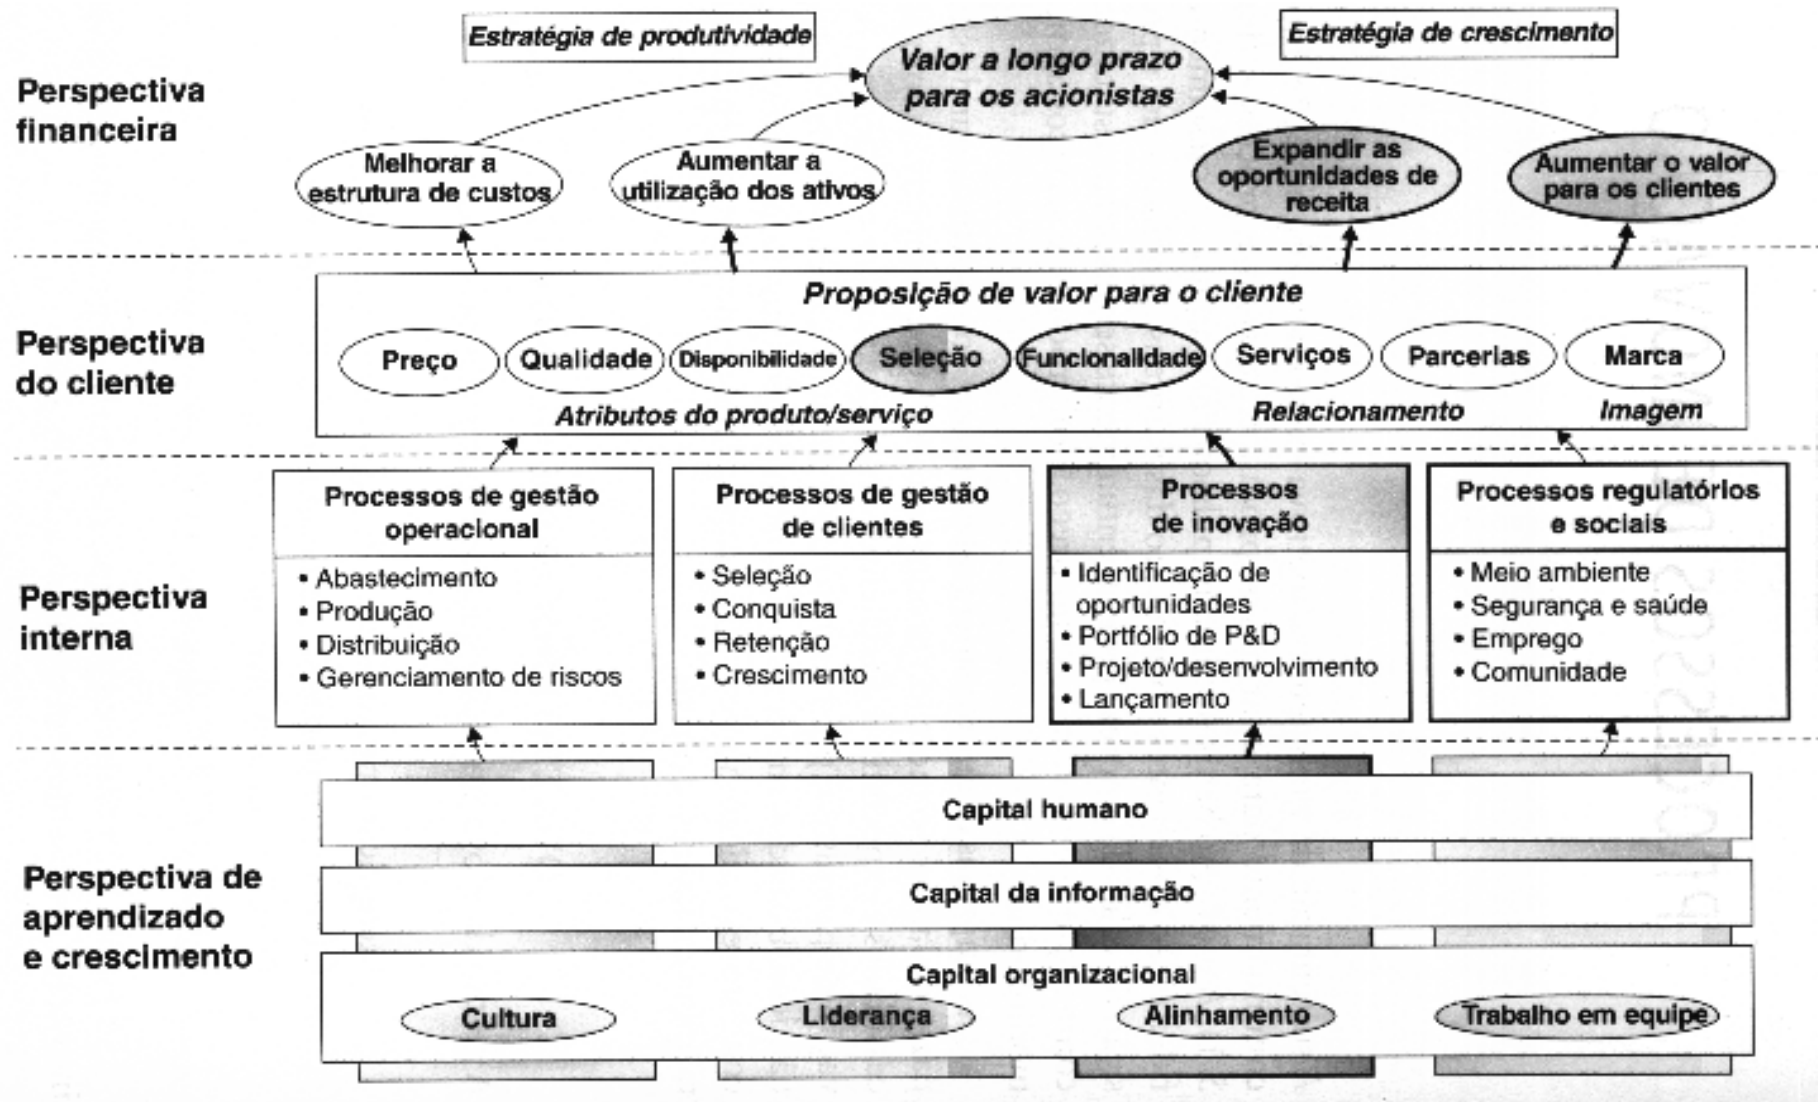 Estratégia de produtividade
Estratégia de crescimento
Valor a longo prazo
para os acionistas
Perspectiva
financeira
Melhorar a
estrutura de custos
Aumentar a
utilização dos ativos
Expandir as
oportunidades de
receita
Aumentar o valor
para os clientes
Perspectiva
do cliente
Proposição de valor para o cliente
Preço
Qualidade
Disponibilidade
Seleção
Funcionalidade
Serviços
Parcerias
Marca
Atributos do produto/serviço
Relacionamento
Imagem
Perspectiva
interna
Processos de gestão
operacional
• Abastecimento
• Produção
• Distribuição
• Gerenciamento de riscos
Processos de gestão
de clientes
• Seleção
• Conquista
• Retenção
• Crescimento
Processos
de inovação
• Identificação de
oportunidades
• Portfólio de P&D
• Projeto/desenvolvimento
• Lançamento
Processos regulatórios
e sociais
• Meio ambiente
• Segurança e saúde
• Emprego
• Comunidade
Perspectiva de
aprendizado
e crescimento
Capital humano
Capital da informação
Capital organizacional
Cultura
Liderança
Alinhamento
Trabalho em equipe